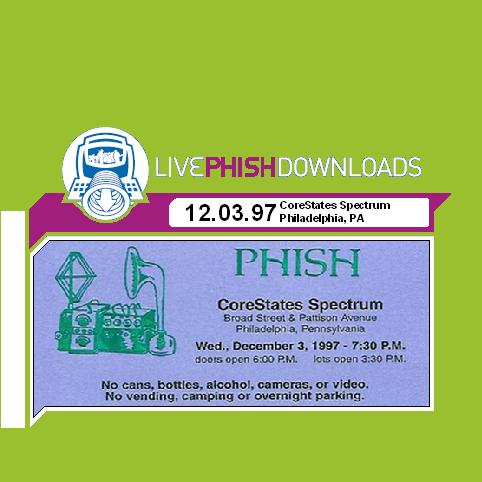 LIVEPHISHDOWNLOADS
12.03.97
CoreStates Spectrum
Philadelphia, PA
PHISH
CoreStates Spectrum
Broad Street & Pattison Avenue
Philadelphia, Pennsylvania
Wed., December 3, 1997 - 7:30 P.M.
doors open 6:00 P.M. lots open 3:30 P.M.
No cans, bottles, alcohol, cameras, or video.
No vending, camping or overnight parking.